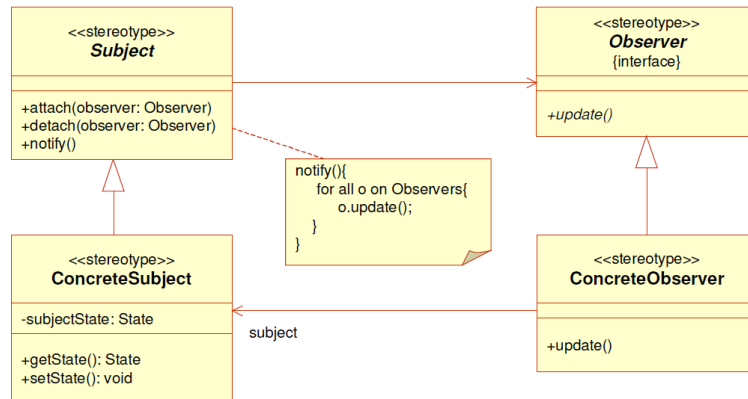 <<stereotype>>
Subject
+attach(observer: Observer)
+detach(observer: Observer)
+notify()
<<stereotype>>
Observer
{interface}
+update()
notify(){
for all o on Observers{
o.update();
}
}
<<stereotype>>
ConcreteSubject
-subjectState: State
+getState(): State
+setState(): void
subject
<<stereotype>>
ConcreteObserver
+update()